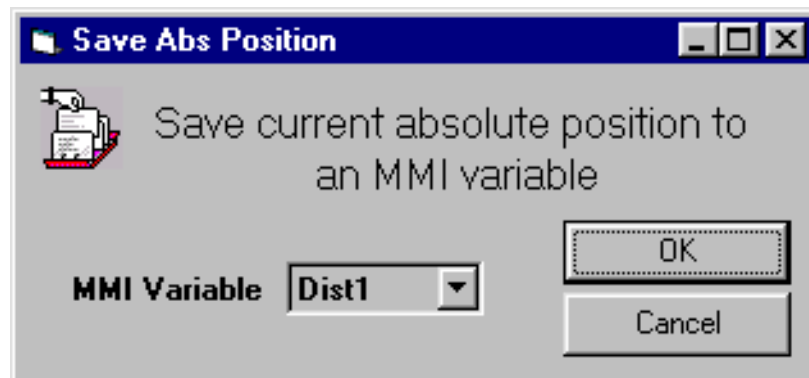 Save Abs Position
Save current absolute position to
an MMI variable
MMI Variable Dist1
OK
Cancel